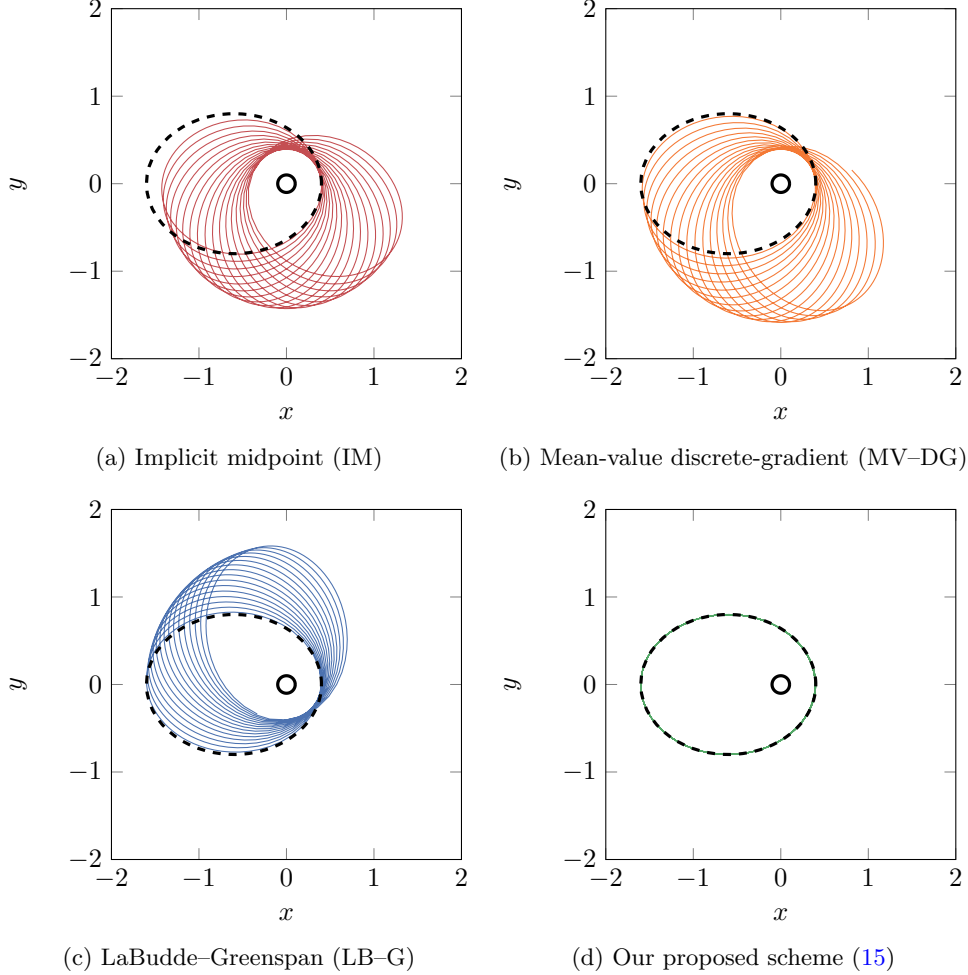 2
1
0
−1
−2
−2 −1 0 1 2
x
y
(a) Implicit midpoint (IM)
2
1
0
−1
−2
−2 −1 0 1 2
x
y
(b) Mean-value discrete-gradient (MV–DG)
2
1
0
−1
−2
−2 −1 0 1 2
x
y
(c) LaBudde–Greenspan (LB–G)
2
1
0
−1
−2
−2 −1 0 1 2
x
y
(d) Our proposed scheme (15)